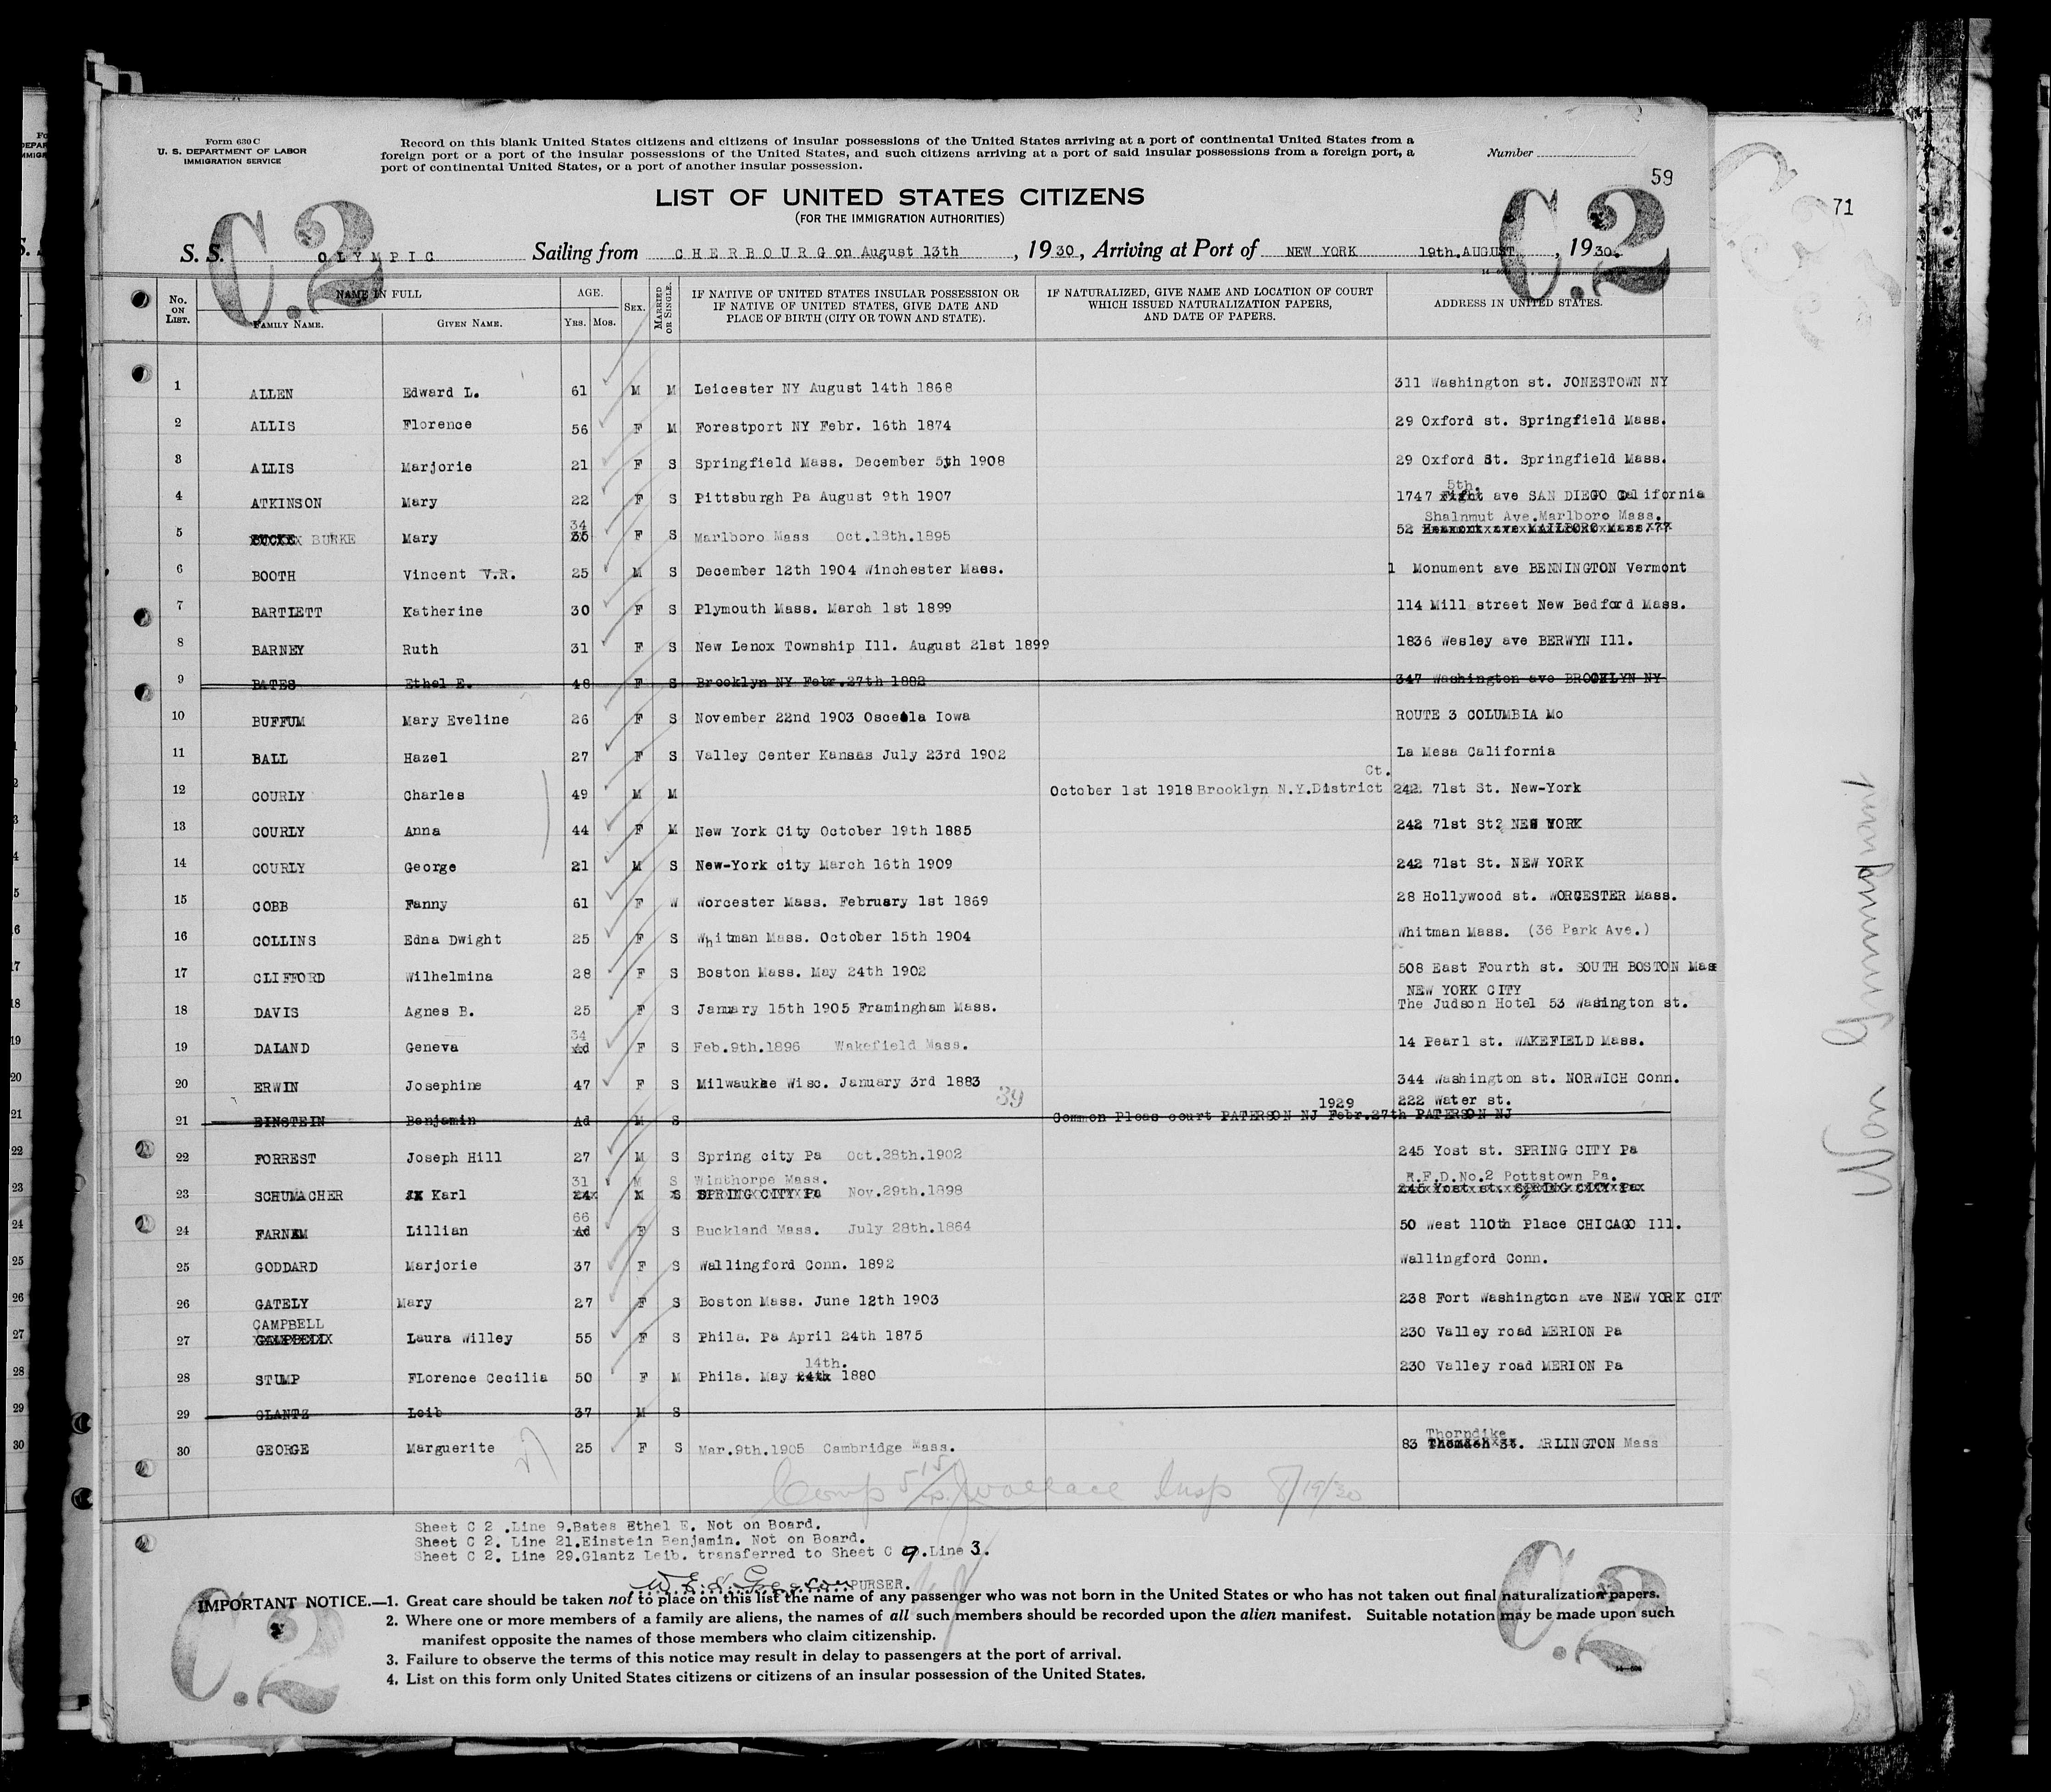 Form 630 C
U. S. DEPARTMENT OF LABOR
IMMIGRATION SERVICE
Record on this blank United States citizens and citizens of insular possessions of the United States arriving at a port of continental United States from a
foreign port or a port of the insular possessions of the United States, and such citizens arriving at a port of said insular possessions from a foreign port, a
port of continental United States, or a port of another insular possession.
Number
59
71
C.2 C.2
LIST OF UNITED STATES CITIZENS
(FOR THE IMMIGRATION AUTHORITIES)
S. S. OLYMPIC Sailing from CHERBOURG on August 13th , 1930, Arriving at Port of NEW YORK 19th.AUGUST , 1930.
No. ON LIST. NAME IN FULL FAMILY NAME. GIVEN NAME. AGE. YRS. MOS. SEX. MARRIED OR SINGLE. IF NATIVE OF UNITED STATES INSULAR POSSESSION OR IF NATIVE OF UNITED STATES, GIVE DATE AND PLACE OF BIRTH (CITY OR TOWN AND STATE). IF NATURALIZED, GIVE NAME AND LOCATION OF COURT WHICH ISSUED NATURALIZATION PAPERS, AND DATE OF PAPERS. ADDRESS IN UNITED STATES.
1 ALLEN Edward L. 61 M M Leicester NY August 14th 1868 311 Washington st. JONESTOWN NY
2 ALLIS Florence 56 F M Forestport NY Febr. 16th 1874 29 Oxford st. Springfield Mass.
3 ALLIS Marjorie 21 F S Springfield Mass. December 5th 1908 29 Oxford St. Springfield Mass.
5th.
4 ATKINSON Mary 22 F S Pittsburgh Pa August 9th 1907 1747 ave SAN DIEGO California
34 Shalnmut Ave.Marlboro Mass.
5 BURKE Mary F S Marlboro Mass Oct.18th.1895 52
6 BOOTH Vincent V.R. 25 M S December 12th 1904 Winchester Mass. 1 Monument ave BENNINGTON Vermont
7 BARTLETT Katherine 30 F S Plymouth Mass. March 1st 1899 114 Mill street New Bedford Mass.
8 BARNEY Ruth 31 F S New Lenox Township Ill. August 21st 1899 1836 Wesley ave BERWYN Ill.
9 BATES Ethel E. 48 F S Brooklyn NY Febr.27th 1882 347 Washington ave BROOKLYN NY
10 BUFFUM Mary Eveline 26 F S November 22nd 1903 Osceola Iowa ROUTE 3 COLUMBIA Mo
11 BALL Hazel 27 F S Valley Center Kansas July 23rd 1902 La Mesa California
Ct.
12 COURLY Charles 49 M M October 1st 1918 Brooklyn N.Y.District 242 71st St. New-York
13 COURLY Anna 44 F M New York City October 19th 1885 242 71st St? NEW YORK
14 COURLY George 21 M S New-York city March 16th 1909 242 71st St. NEW YORK
15 COBB Fanny 61 F W Worcester Mass. February 1st 1869 28 Hollywood st. WORCESTER Mass.
16 COLLINS Edna Dwight 25 F S Whitman Mass. October 15th 1904 Whitman Mass. (36 Park Ave.)
17 CLIFFORD Wilhelmina 28 F S Boston Mass. May 24th 1902 508 East Fourth st. SOUTH BOSTON Mas
NEW YORK CITY
18 DAVIS Agnes B. 25 F S January 15th 1905 Framingham Mass. The Judson Hotel 53 Washington st.
34
19 DALAND Geneva Ad F S Feb.9th.1896 Wakefield Mass. 14 Pearl st. WAKEFIELD Mass.
20 ERWIN Josephine 47 F S Milwaukee Wisc. January 3rd 1883 344 Washington st. NORWICH Conn.
39 1929 222 Water st.
21 EINSTEIN Benjamin Ad M S Common Pleas court PATERSON NJ Febr.27th PATERSON NJ
22 FORREST Joseph Hill 27 M S Spring city Pa Oct.28th.1902 245 Yost st. SPRING CITY Pa
31 M S Winthorpe Mass. R.F.D.No.2 Pottstown Pa.
23 SCHUMACHER Karl 24 M S SPRING CITY Pa Nov.29th.1898 245 Yost st. SPRING CITY Pa
66
24 FARNAM Lillian Ad F S Buckland Mass. July 28th.1864 50 West 110th Place CHICAGO Ill.
25 GODDARD Marjorie 37 F S Wallingford Conn. 1892 Wallingford Conn.
26 GATELY Mary 27 F S Boston Mass. June 12th 1903 238 Fort Washington ave NEW YORK CIT
CAMPBELL
27 Laura Willey 55 F S Phila. Pa April 24th 1875 230 Valley road MERION Pa
14th.
28 STUMP FLorence Cecilia 50 F M Phila. May 24th 1880 230 Valley road MERION Pa
29 GLANTZ Leib 37 M S
Thorndike
30 GEORGE Marguerite 25 F S Mar.9th.1905 Cambridge Mass. 83 St. ARLINGTON Mass
Comp Wallace Insp 8/19/30
Sheet C 2 .Line 9.Bates Ethel E. Not on Board.
Sheet C 2. Line 21.Einstein Benjamin. Not on Board.
Sheet C 2. Line 29.Glantz Leib. transferred to Sheet C 9.Line 3.
PURSER.
IMPORTANT NOTICE.—1. Great care should be taken not to place on this list the name of any passenger who was not born in the United States or who has not taken out final naturalization papers.
2. Where one or more members of a family are aliens, the names of all such members should be recorded upon the alien manifest. Suitable notation may be made upon such
manifest opposite the names of those members who claim citizenship.
3. Failure to observe the terms of this notice may result in delay to passengers at the port of arrival.
4. List on this form only United States citizens or citizens of an insular possession of the United States.
C.2 C.2